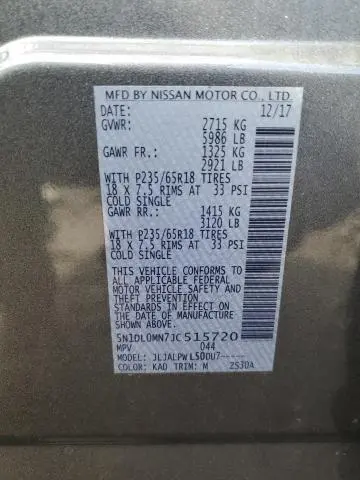 MFD BY NISSAN MOTOR CO., LTD.
DATE: 12/17
GVWR: 2715 KG
5986 LB
GAWR FR.: 1325 KG
2921 LB
WITH P235/65R18 TIRES
18 X 7.5 RIMS AT 33 PSI
COLD SINGLE
GAWR RR.: 1415 KG
3120 LB
WITH P235/65R18 TIRES
18 X 7.5 RIMS AT 33 PSI
COLD SINGLE
THIS VEHICLE CONFORMS
TO ALL APPLICABLE FEDERAL
MOTOR VEHICLE SAFETY AND
THEFT PREVENTION
STANDARDS IN EFFECT ON
THE DATE OF MANUFACTURE
SHOWN ABOVE.
5N1DL0MN7JC515720
MPV 044
MODEL: JLJALPWL50DU7-----
COLOR: KAD TRIM: M ZS30A